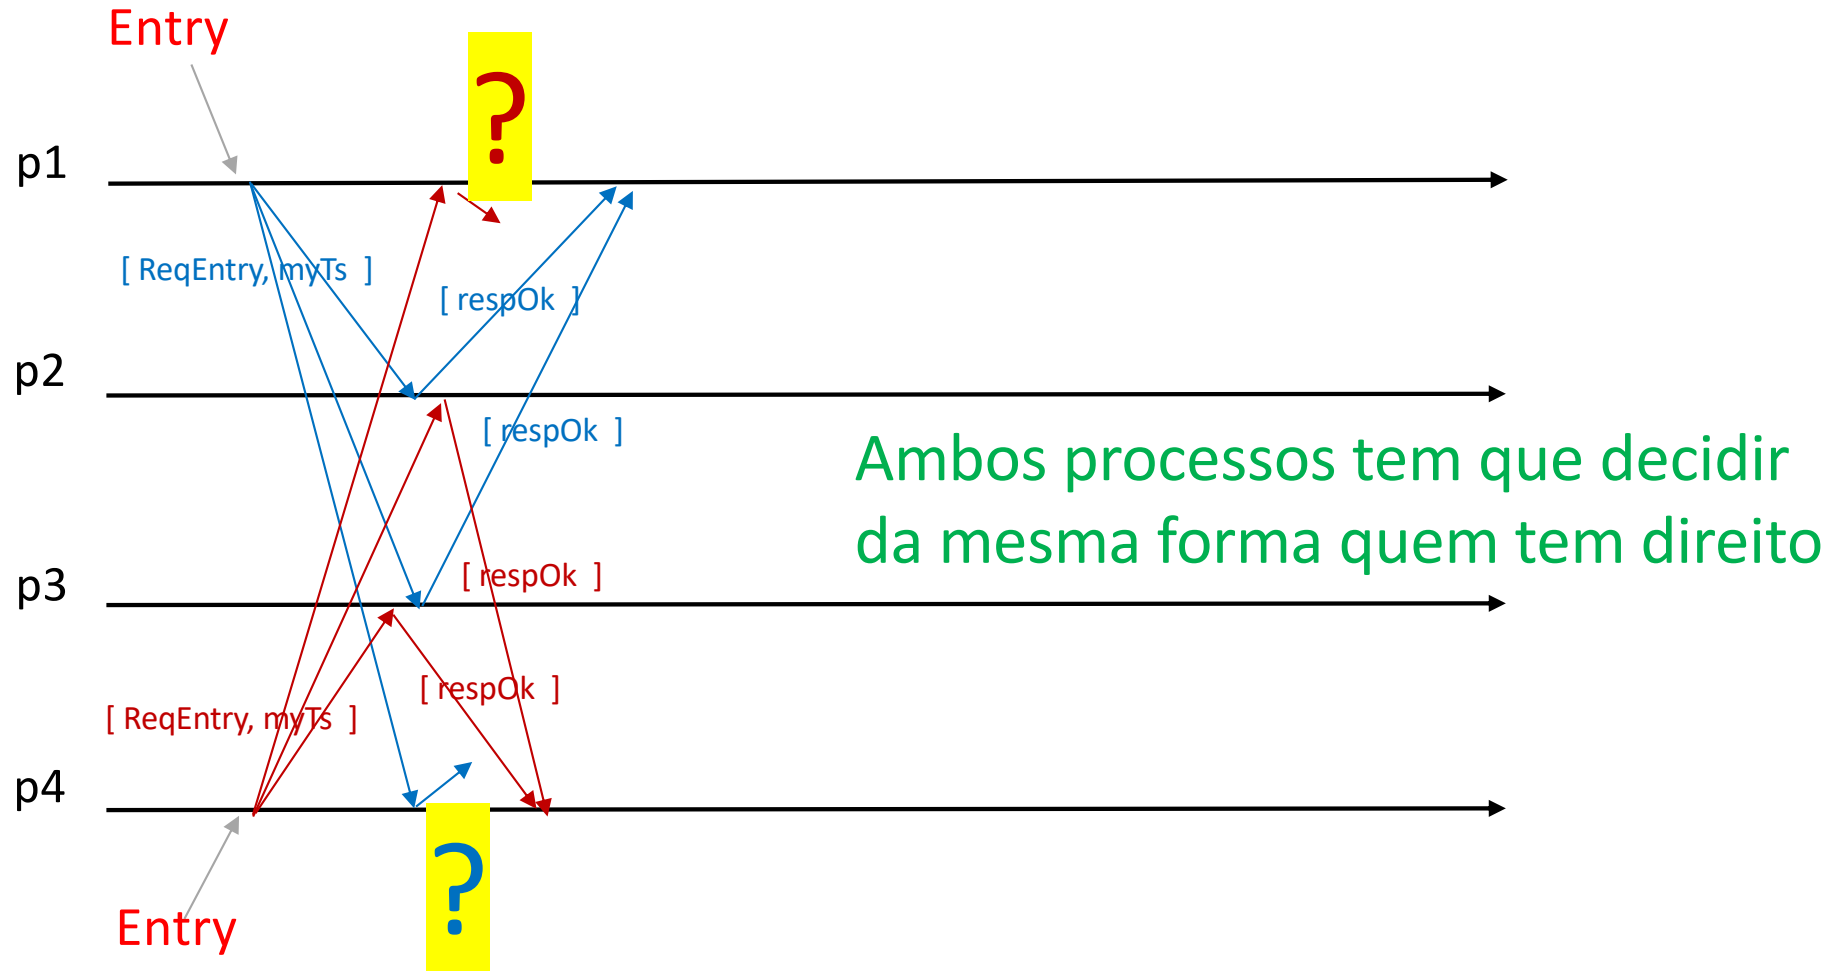 Entry
?
p1
[ ReqEntry, myTs ]
[ respOk ]
p2
[ respOk ]
Ambos processos tem que decidir
da mesma forma quem tem direito
[ respOk ]
p3
[ respOk ]
[ ReqEntry, myTs ]
p4
?
Entry